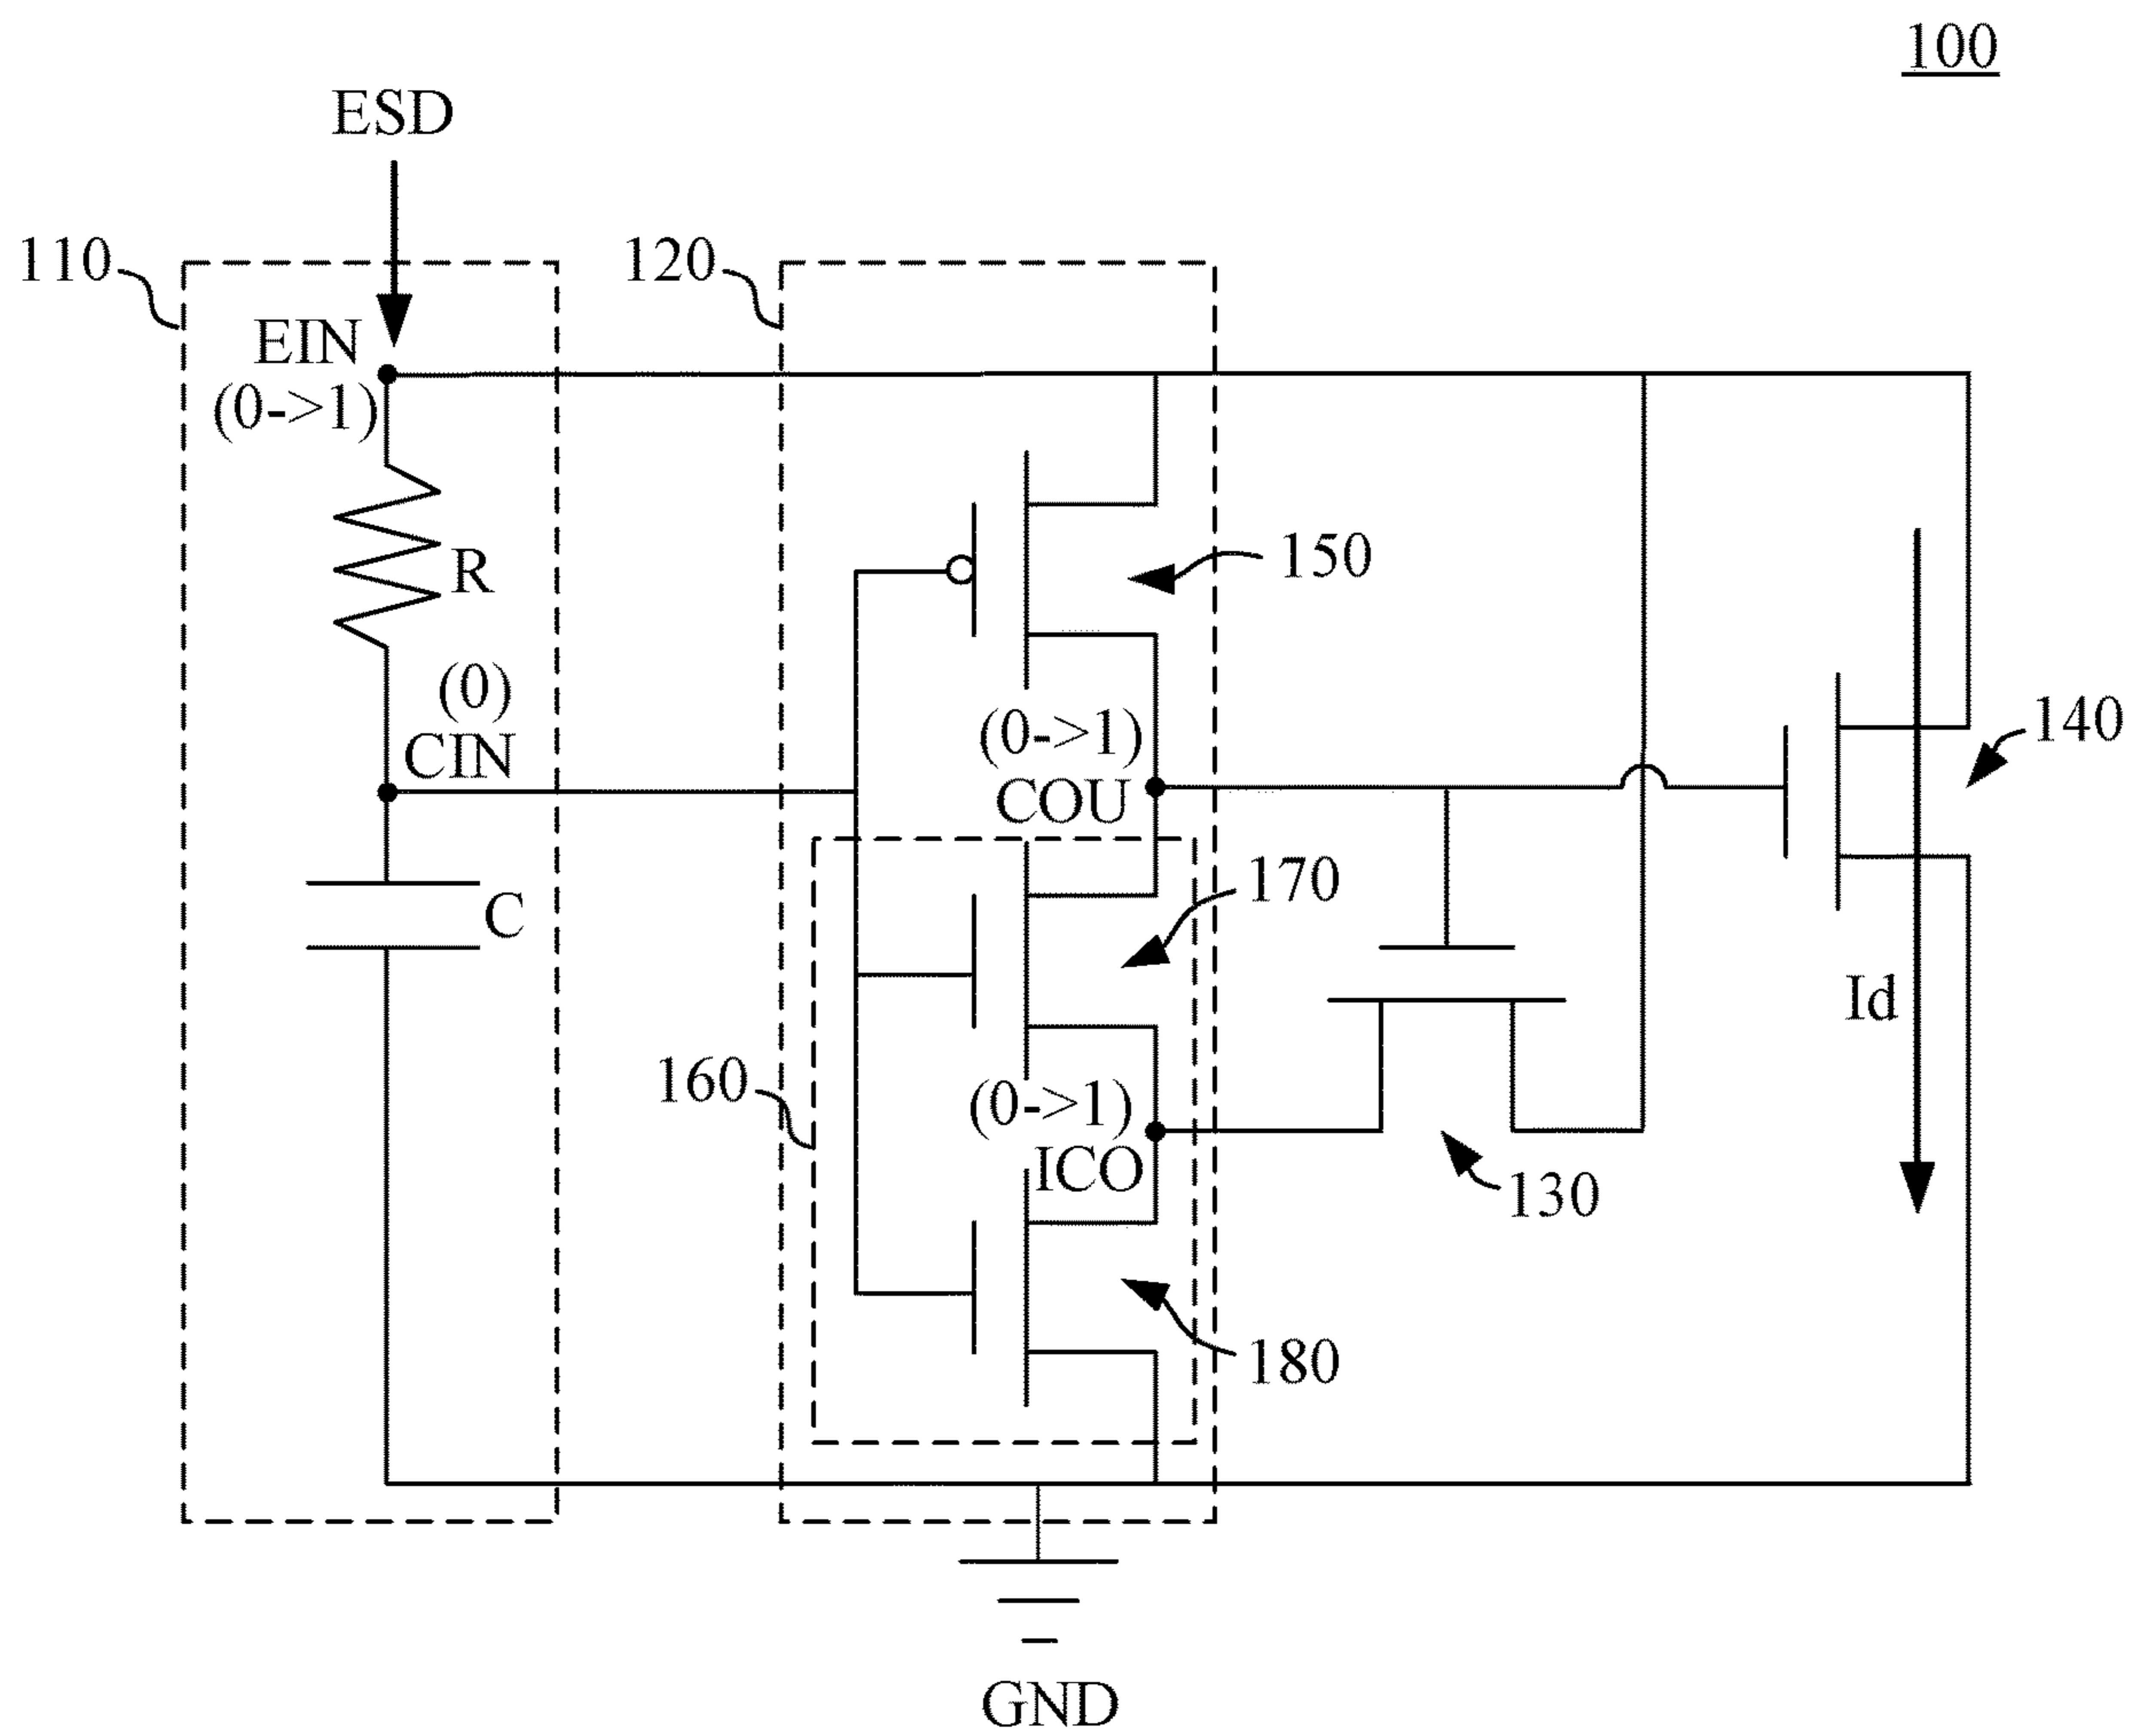 100
ESD
110
120
EIN
(0->1)
150
R
(0)
CIN
(0->1)
COU
140
170
C
Id
160
(0->1)
ICO
130
180
GND